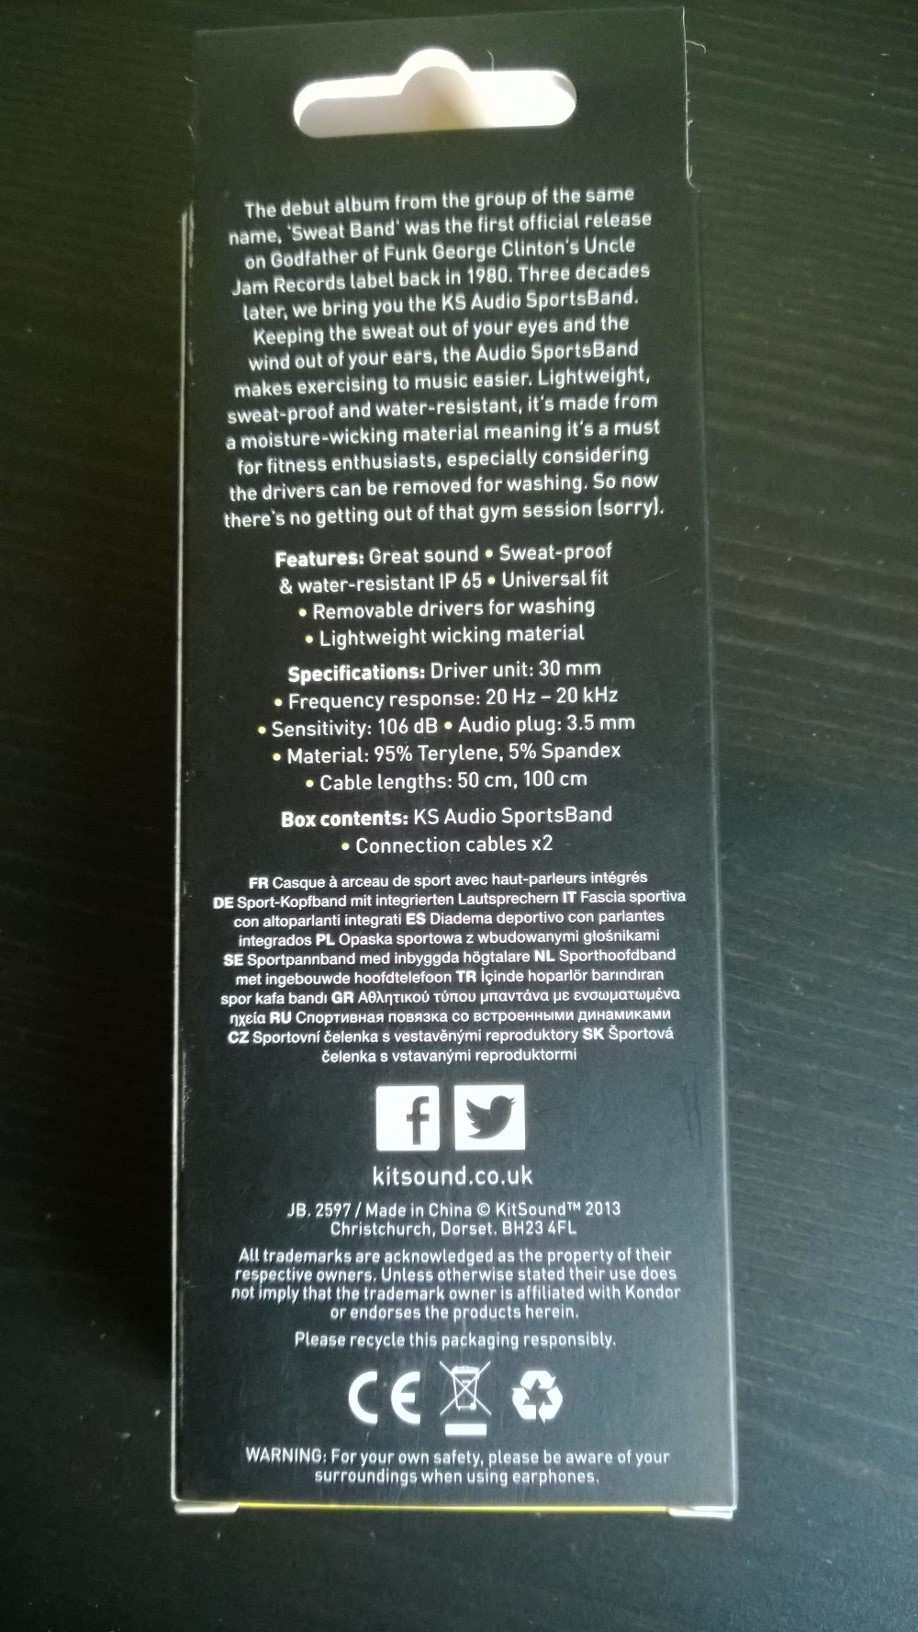 The debut album from the group of the same
name, 'Sweat Band' was the first official release
on Godfather of Funk George Clinton's Uncle
Jam Records label back in 1980. Three decades
later, we bring you the KS Audio SportsBand.
Keeping the sweat out of your eyes and the
wind out of your ears, the Audio SportsBand
makes exercising to music easier. Lightweight,
sweat-proof and water-resistant, it's made from
a moisture-wicking material meaning it's a must
for fitness enthusiasts, especially considering
the drivers can be removed for washing. So now
there's no getting out of that gym session (sorry).
Features: Great sound • Sweat-proof
& water-resistant IP 65 • Universal fit
• Removable drivers for washing
• Lightweight wicking material
Specifications: Driver unit: 30 mm
• Frequency response: 20 Hz – 20 kHz
• Sensitivity: 106 dB • Audio plug: 3.5 mm
• Material: 95% Terylene, 5% Spandex
• Cable lengths: 50 cm, 100 cm
Box contents: KS Audio SportsBand
• Connection cables x2
FR Casque à arceau de sport avec haut-parleurs intégrés
DE Sport-Kopfband mit integrierten Lautsprechern IT Fascia sportiva
con altoparlanti integrati ES Diadema deportivo con parlantes
integrados PL Opaska sportowa z wbudowanymi głośnikami
SE Sportpannband med inbyggda högtalare NL Sporthoofdband
met ingebouwde hoofdtelefoon TR İçinde hoparlör barındıran
spor kafa bandı GR Αθλητικού τύπου μπαντάνα με ενσωματωμένα
ηχεία RU Спортивная повязка со встроенными динамиками
CZ Sportovní čelenka s vestavěnými reproduktory SK Športová
čelenka s vstavanými reproduktormi
f
kitsound.co.uk
JB. 2597 / Made in China © KitSound™ 2013
Christchurch, Dorset. BH23 4FL
All trademarks are acknowledged as the property of their
respective owners. Unless otherwise stated their use does
not imply that the trademark owner is affiliated with Kondor
or endorses the products herein.
Please recycle this packaging responsibly.
CE
WARNING: For your own safety, please be aware of your
surroundings when using earphones.